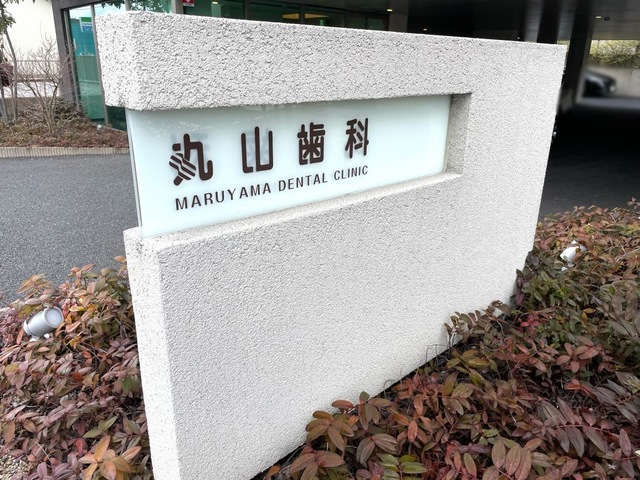 丸山歯科
MARUYAMA DENTAL CLINIC